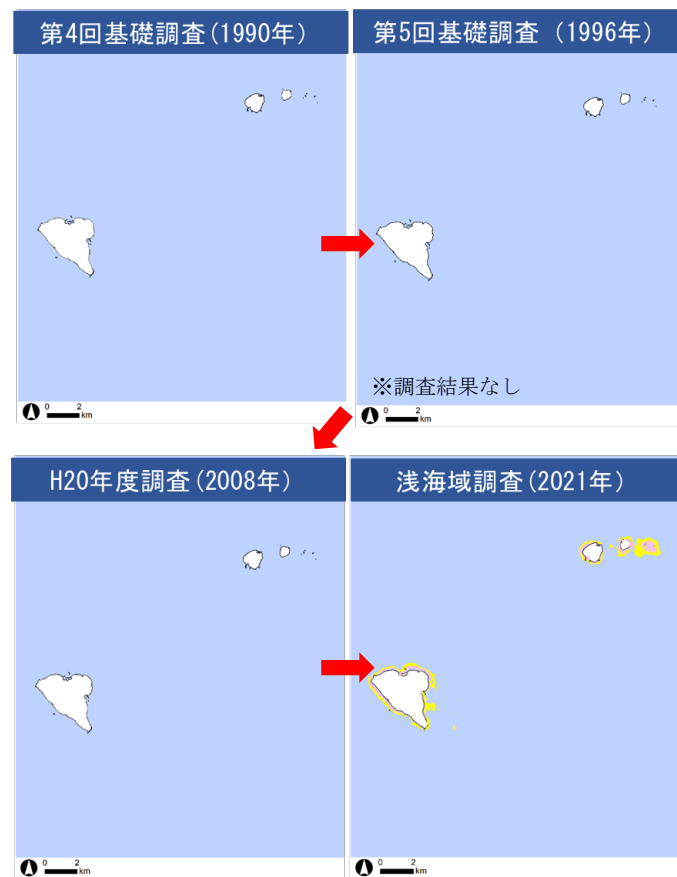 第4回基礎調査(1990年)
第5回基礎調査 (1996年)
0 2
km
※調査結果なし
0 2
km
H20年度調査(2008年)
浅海域調査(2021年)
0 2
km
0 2
km